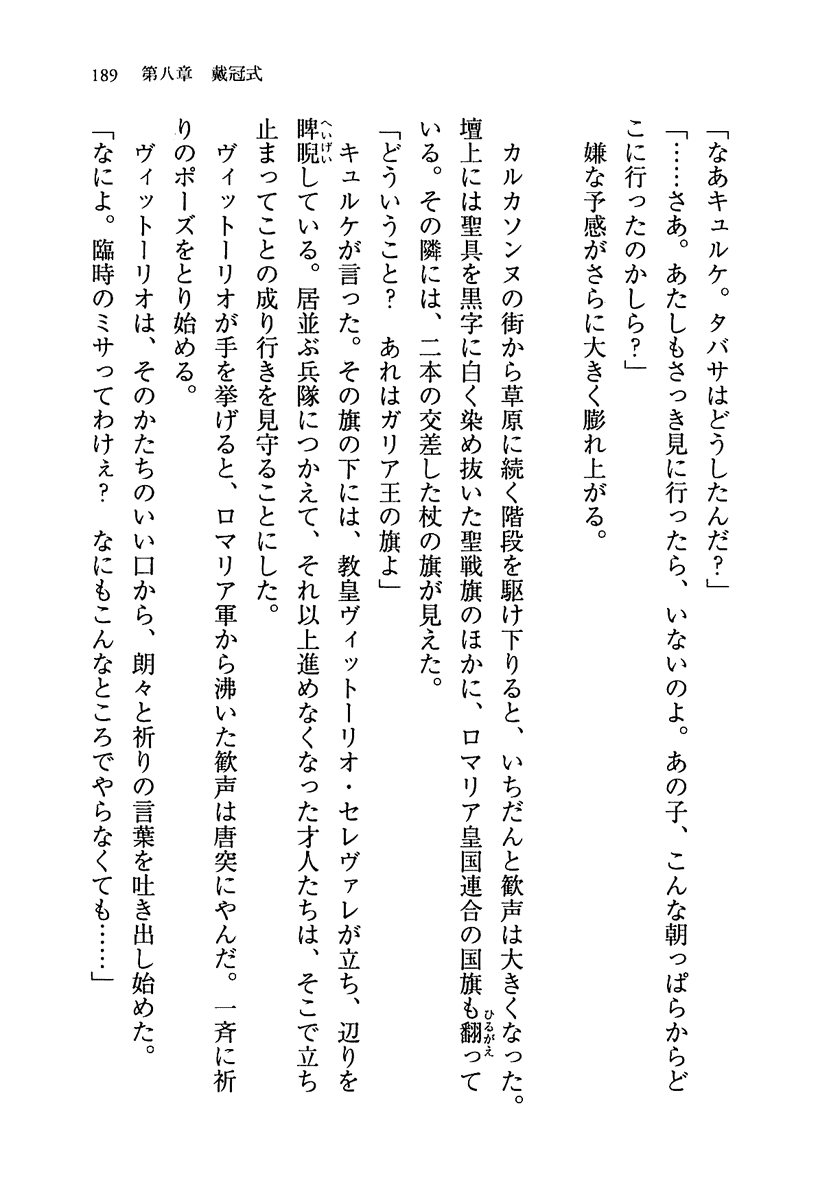 189　第八章　戴冠式
「なあキュルケ。タバサはどうしたんだ？」
「……さあ。あたしもさっき見に行ったら、いないのよ。あの子、こんな朝っぱらからど
こに行ったのかしら？」
嫌な予感がさらに大きく膨れ上がる。
カルカソンヌの街から草原に続く階段を駆け下りると、いちだんと歓声は大きくなった。
壇上には聖具を黒字に白く染め抜いた聖戦旗のほかに、ロマリア皇国連合の国旗も翻って
いる。その隣には、二本の交差した杖の旗が見えた。
「どういうこと？　あれはガリア王の旗よ」
キュルケが言った。その旗の下には、教皇ヴィットーリオ・セレヴァレが立ち、辺りを
睥睨している。居並ぶ兵隊につかえて、それ以上進めなくなった才人たちは、そこで立ち
止まってことの成り行きを見守ることにした。
ヴィットーリオが手を挙げると、ロマリア軍から沸いた歓声は唐突にやんだ。一斉に祈
りのポーズをとり始める。
ヴィットーリオは、そのかたちのいい口から、朗々と祈りの言葉を吐き出し始めた。
「なによ。臨時のミサってわけぇ？　なにもこんなところでやらなくても……」